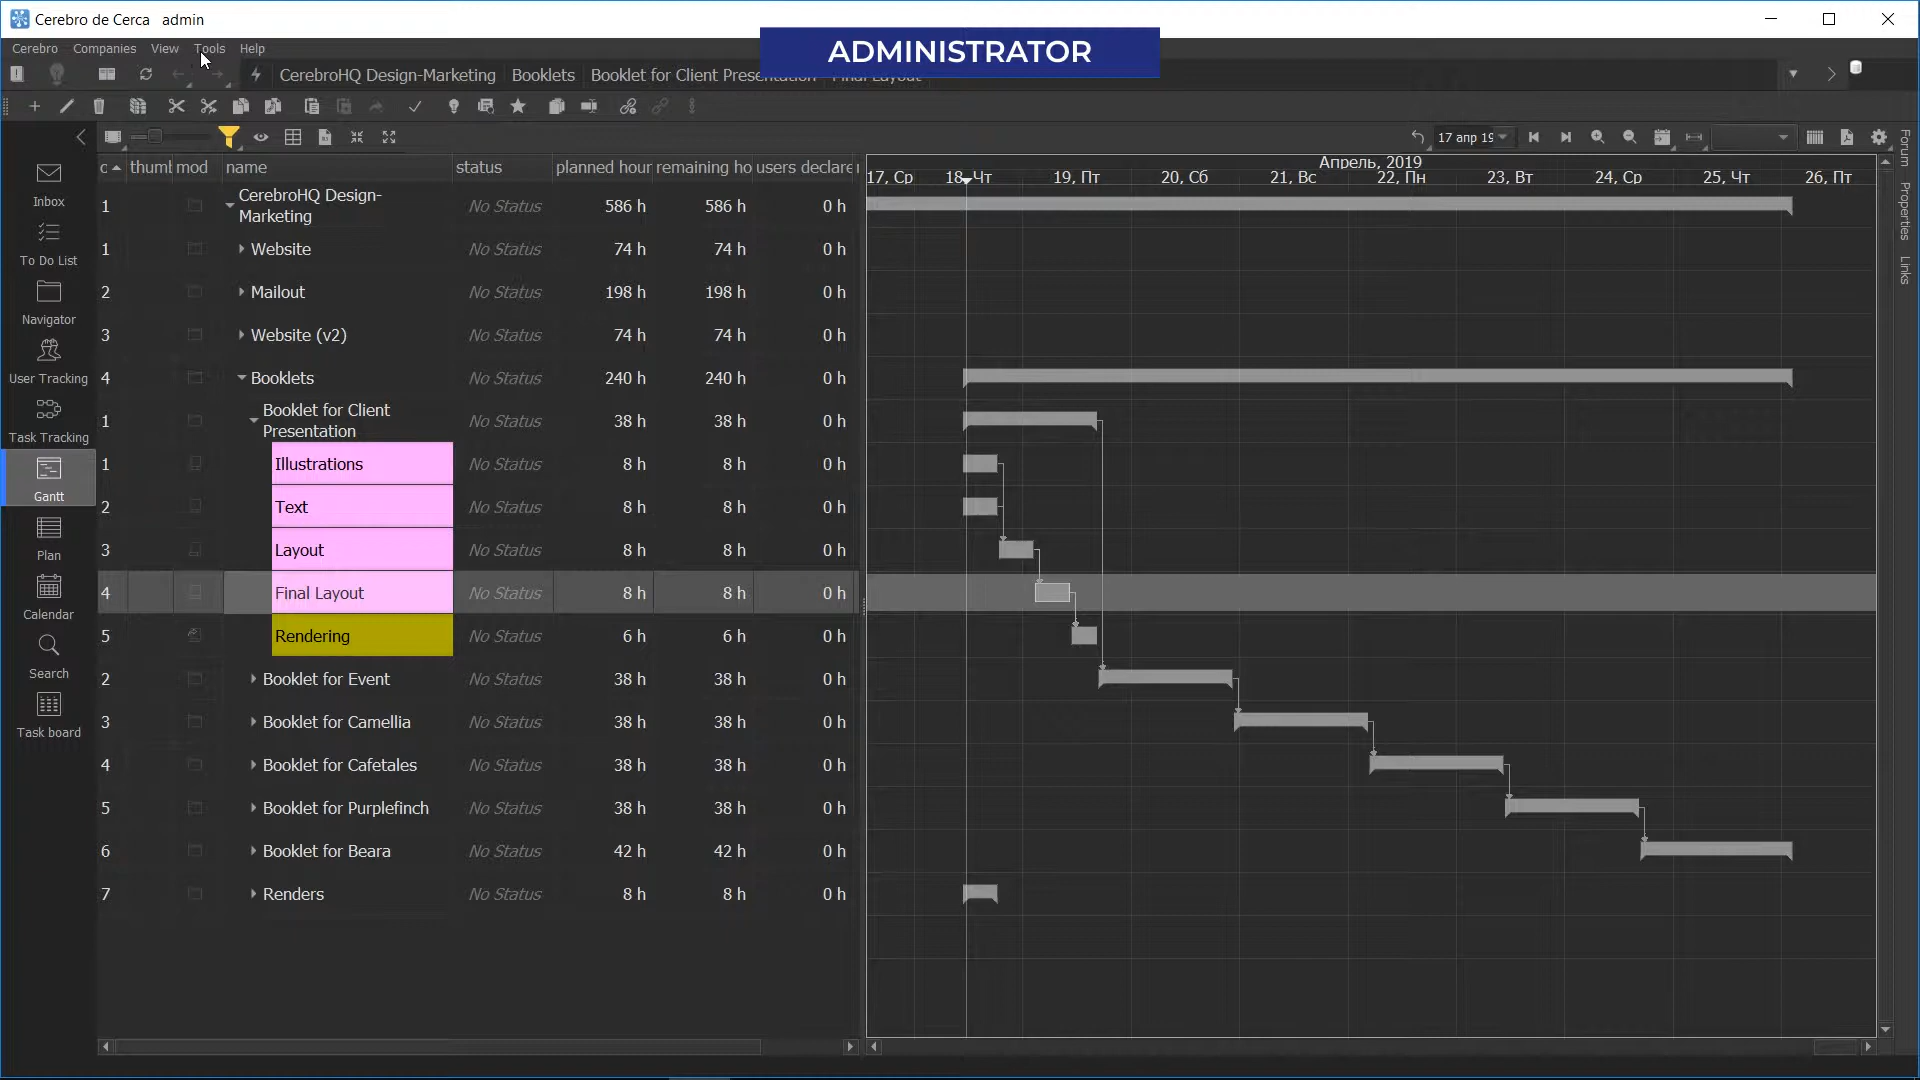 Cerebro de Cerca admin
Cerebro Companies View Tools Help
ADMINISTRATOR
CerebroHQ Design-Marketing Booklets Booklet for Client Presentation Final Layout
17 апр 19
thumb mod name status planned hour remaining ho users declare
Апрель, 2019
17, Ср 18, Чт 19, Пт 20, Сб 21, Вс 22, Пн 23, Вт 24, Ср 25, Чт 26, Пт
Inbox
To Do List
Navigator
User Tracking
Task Tracking
Gantt
Plan
Calendar
Search
Task board
1 CerebroHQ Design-
Marketing No Status 586 h 586 h 0 h
1 Website No Status 74 h 74 h 0 h
2 Mailout No Status 198 h 198 h 0 h
3 Website (v2) No Status 74 h 74 h 0 h
4 Booklets No Status 240 h 240 h 0 h
1 Booklet for Client
Presentation No Status 38 h 38 h 0 h
1 Illustrations No Status 8 h 8 h 0 h
2 Text No Status 8 h 8 h 0 h
3 Layout No Status 8 h 8 h 0 h
4 Final Layout No Status 8 h 8 h 0 h
5 Rendering No Status 6 h 6 h 0 h
2 Booklet for Event No Status 38 h 38 h 0 h
3 Booklet for Camellia No Status 38 h 38 h 0 h
4 Booklet for Cafetales No Status 38 h 38 h 0 h
5 Booklet for Purplefinch No Status 38 h 38 h 0 h
6 Booklet for Beara No Status 42 h 42 h 0 h
7 Renders No Status 8 h 8 h 0 h
Forum
Properties
Links